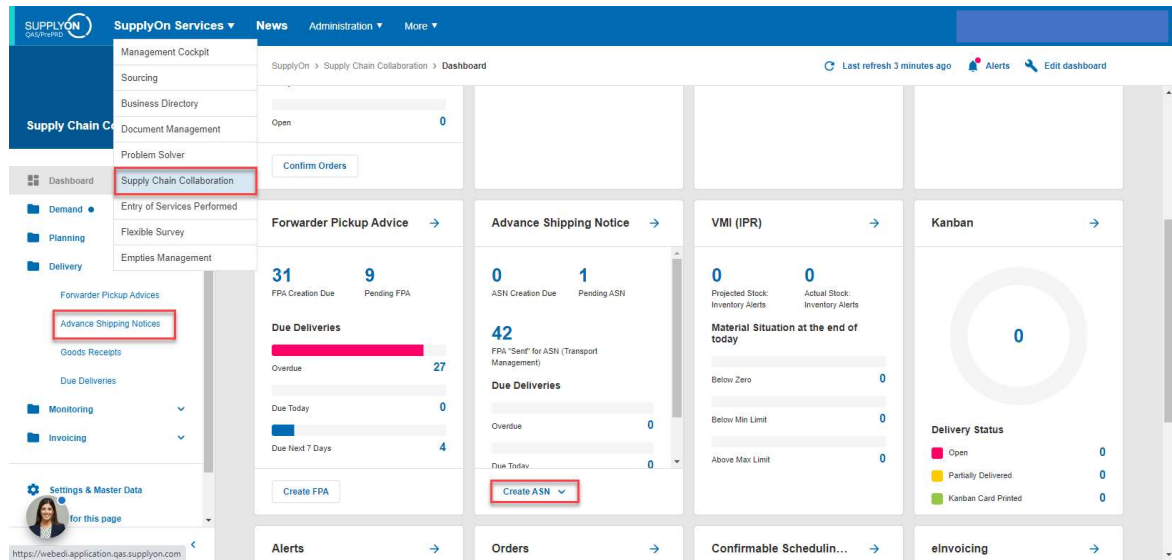 SUPPLYON
QAS/PrePRD
SupplyOn Services ▾
News
Administration ▾
More ▾
Management Cockpit
Sourcing
Business Directory
Document Management
Problem Solver
Supply Chain Collaboration
Entry of Services Performed
Flexible Survey
Empties Management
SupplyOn > Supply Chain Collaboration > Dashboard
Last refresh 3 minutes ago
Alerts
Edit dashboard
Supply Chain C
Dashboard
Demand
Planning
Delivery
Forwarder Pickup Advices
Advance Shipping Notices
Goods Receipts
Due Deliveries
Monitoring
Invoicing
Settings & Master Data
for this page
https://webedi.application.qas.supplyon.com
Open 0
Confirm Orders
Forwarder Pickup Advice
31 9
FPA Creation Due Pending FPA
Due Deliveries
Overdue 27
Due Today 0
Due Next 7 Days 4
Create FPA
Advance Shipping Notice
0 1
ASN Creation Due Pending ASN
42
FPA "Sent" for ASN (Transport
Management)
Due Deliveries
Overdue 0
Due Today 0
Create ASN
VMI (IPR)
0 0
Projected Stock: Actual Stock:
Inventory Alerts Inventory Alerts
Material Situation at the end of
today
Below Zero 0
Below Min Limit 0
Above Max Limit 0
Kanban
0
Delivery Status
Open 0
Partially Delivered 0
Kanban Card Printed 0
Alerts
Orders
Confirmable Schedulin...
eInvoicing